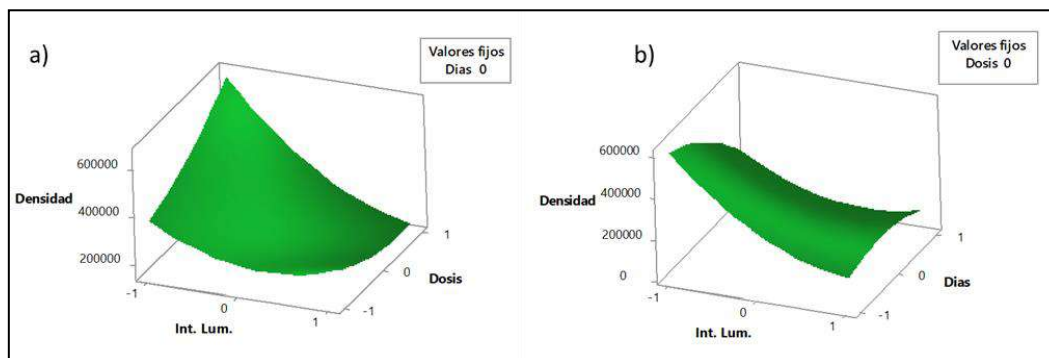 a)
Valores fijos
Dias 0
600000
Densidad
400000
200000
-1
0
1
Int. Lum.
-1
0
1
Dosis
b)
Valores fijos
Dosis 0
600000
Densidad
400000
200000
0
-1
0
1
Int. Lum.
-1
0
1
Dias